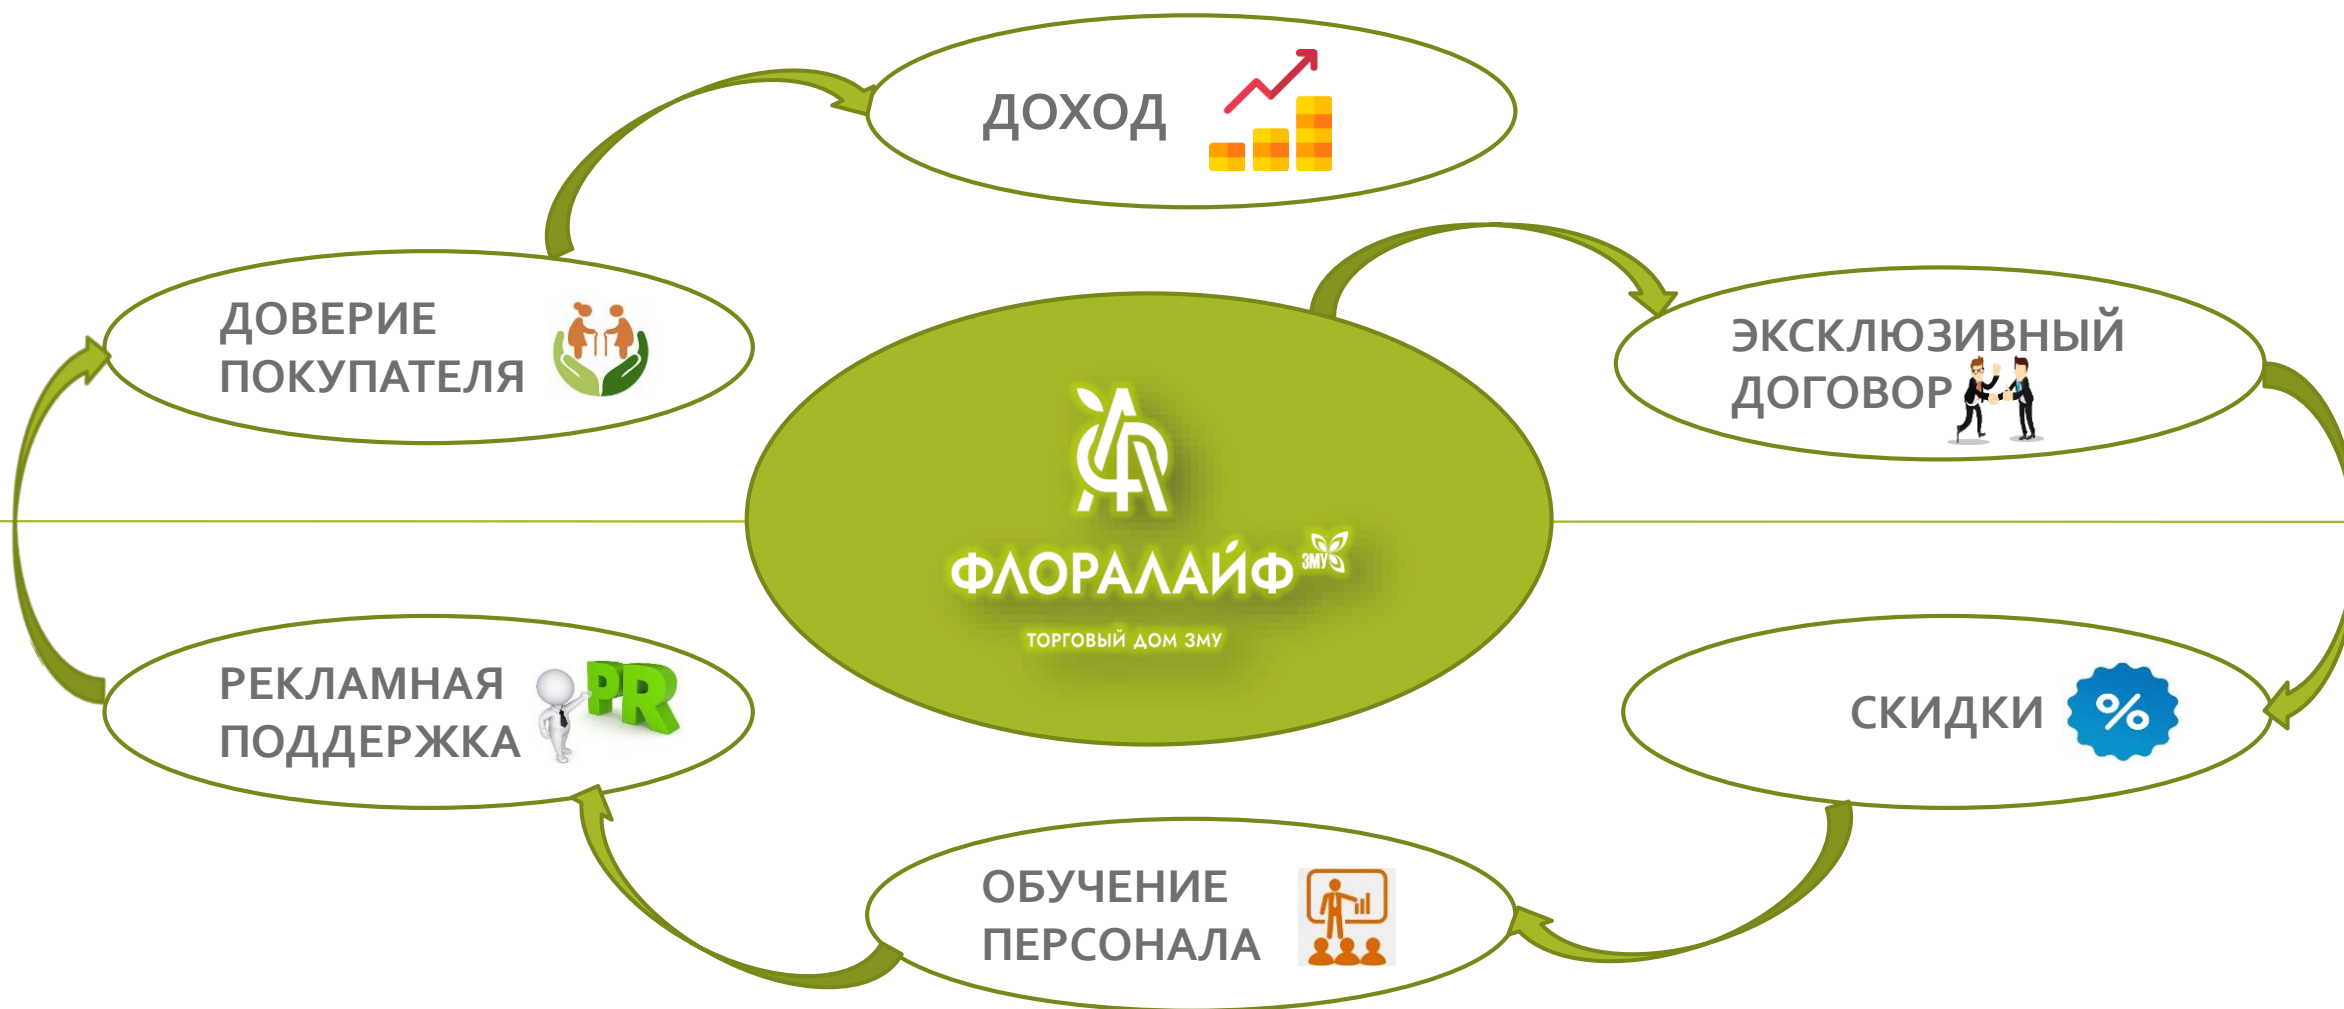 ДОХОД
ДОВЕРИЕ
ПОКУПАТЕЛЯ
ЭКСКЛЮЗИВНЫЙ
ДОГОВОР
ФЛОРАЛАЙФ ЗМУ
ТОРГОВЫЙ ДОМ ЗМУ
РЕКЛАМНАЯ
ПОДДЕРЖКА
PR
СКИДКИ
%
ОБУЧЕНИЕ
ПЕРСОНАЛА